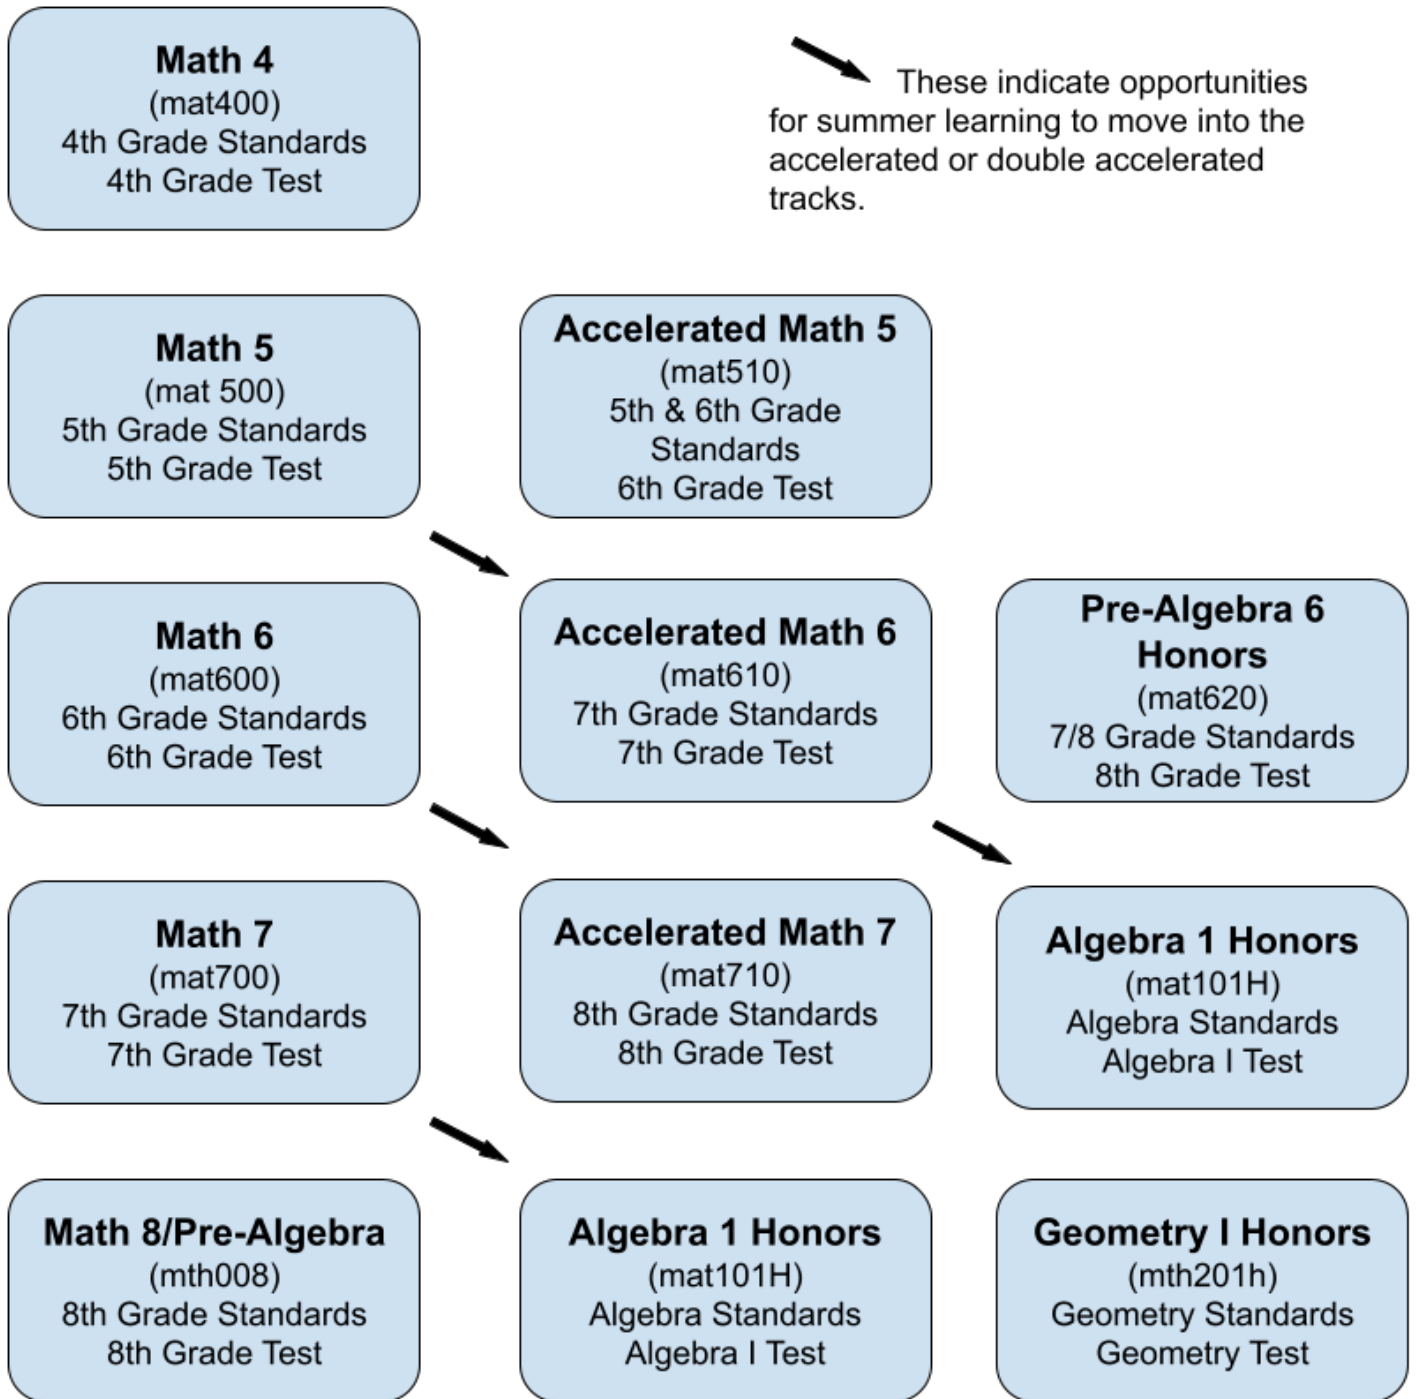 Math 4
(mat400)
4th Grade Standards
4th Grade Test
These indicate opportunities
for summer learning to move into the
accelerated or double accelerated
tracks.
Math 5
(mat 500)
5th Grade Standards
5th Grade Test
Accelerated Math 5
(mat510)
5th & 6th Grade
Standards
6th Grade Test
Math 6
(mat600)
6th Grade Standards
6th Grade Test
Accelerated Math 6
(mat610)
7th Grade Standards
7th Grade Test
Pre-Algebra 6
Honors
(mat620)
7/8 Grade Standards
8th Grade Test
Math 7
(mat700)
7th Grade Standards
7th Grade Test
Accelerated Math 7
(mat710)
8th Grade Standards
8th Grade Test
Algebra 1 Honors
(mat101H)
Algebra Standards
Algebra I Test
Math 8/Pre-Algebra
(mth008)
8th Grade Standards
8th Grade Test
Algebra 1 Honors
(mat101H)
Algebra Standards
Algebra I Test
Geometry I Honors
(mth201h)
Geometry Standards
Geometry Test